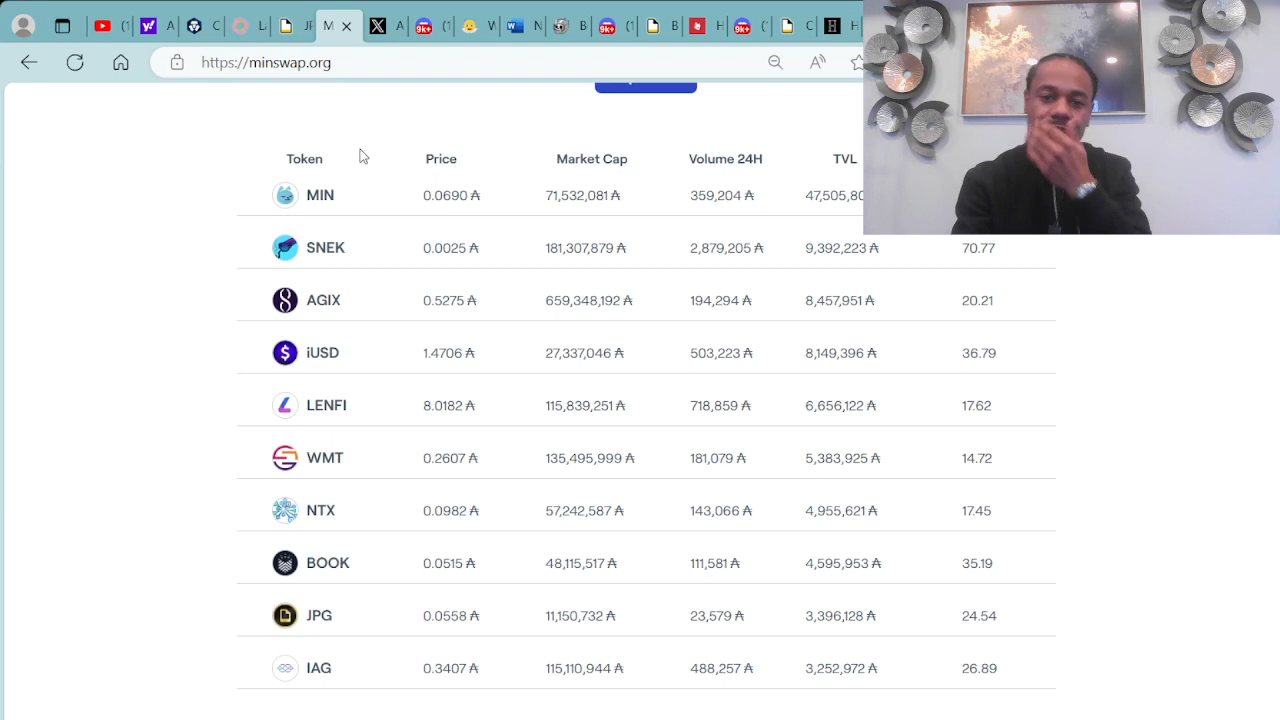 (1
A
C
L
JF
M
A
9k+
(1
V
N
B
9k+
(1
B
H
9k+
('
C
H
https://minswap.org
Token Price Market Cap Volume 24H TVL
MIN 0.0690 ₳ 71,532,081 ₳ 359,204 ₳ 47,505,80
SNEK 0.0025 ₳ 181,307,879 ₳ 2,879,205 ₳ 9,392,223 ₳ 70.77
AGIX 0.5275 ₳ 659,348,192 ₳ 194,294 ₳ 8,457,951 ₳ 20.21
iUSD 1.4706 ₳ 27,337,046 ₳ 503,223 ₳ 8,149,396 ₳ 36.79
LENFI 8.0182 ₳ 115,839,251 ₳ 718,859 ₳ 6,656,122 ₳ 17.62
WMT 0.2607 ₳ 135,495,999 ₳ 181,079 ₳ 5,383,925 ₳ 14.72
NTX 0.0982 ₳ 57,242,587 ₳ 143,066 ₳ 4,955,621 ₳ 17.45
BOOK 0.0515 ₳ 48,115,517 ₳ 111,581 ₳ 4,595,953 ₳ 35.19
JPG 0.0558 ₳ 11,150,732 ₳ 23,579 ₳ 3,396,128 ₳ 24.54
IAG 0.3407 ₳ 115,110,944 ₳ 488,257 ₳ 3,252,972 ₳ 26.89